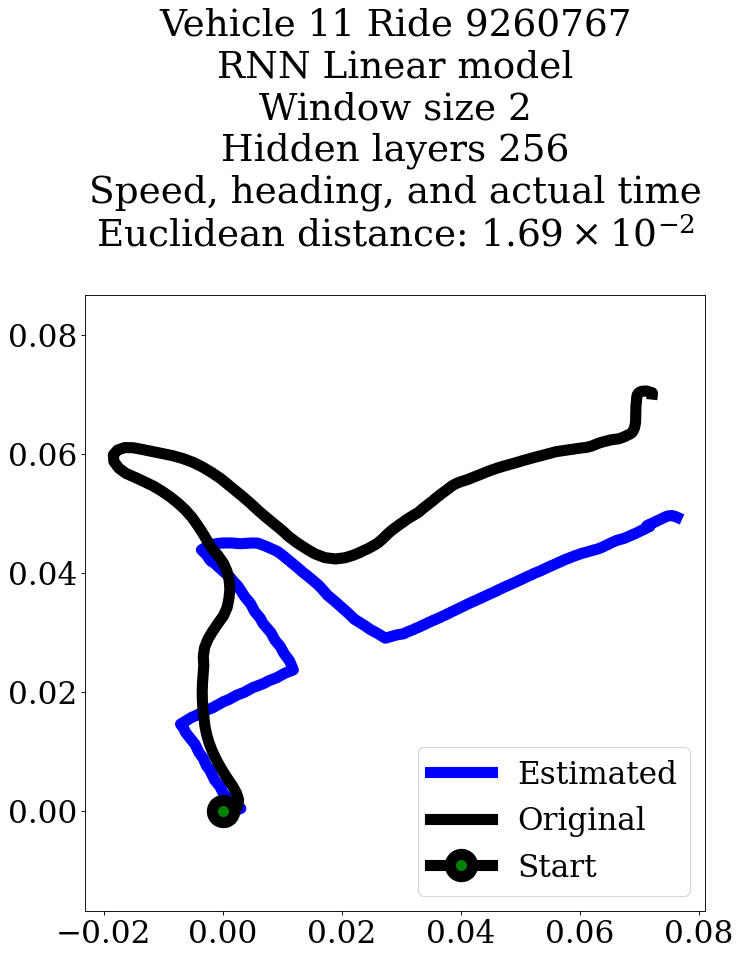 Vehicle 11 Ride 9260767
RNN Linear model
Window size 2
Hidden layers 256
Speed, heading, and actual time
Euclidean distance: 1.69 × 10⁻²
0.08
0.06
0.04
0.02
0.00
Estimated
Original
Start
−0.02 0.00 0.02 0.04 0.06 0.08